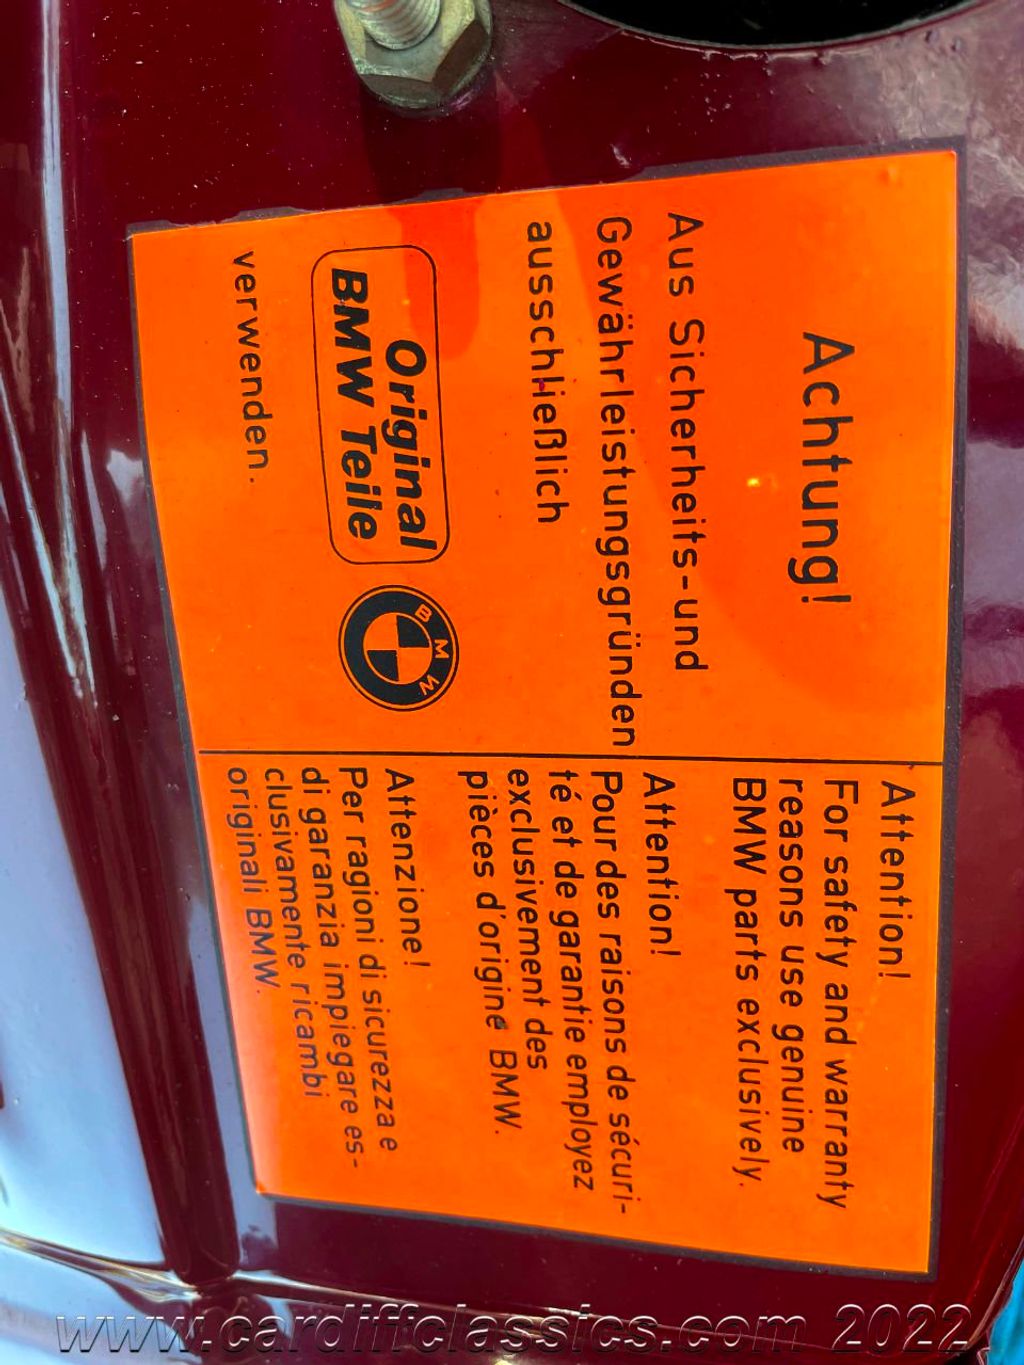 Achtung!
Aus Sicherheits-und
Gewährleistungsgründen
ausschließlich
Original
BMW Teile
BMW
verwenden.
Attention!
For safety and warranty
reasons use genuine
BMW parts exclusively.
Attention!
Pour des raisons de sécuri-
té et de garantie employez
exclusivement des
pièces d'origine BMW.
Attenzione!
Per ragioni di sicurezza e
di garanzia impiegare es-
clusivamente ricambi
originali BMW.
www.cardiffclassics.com 2022